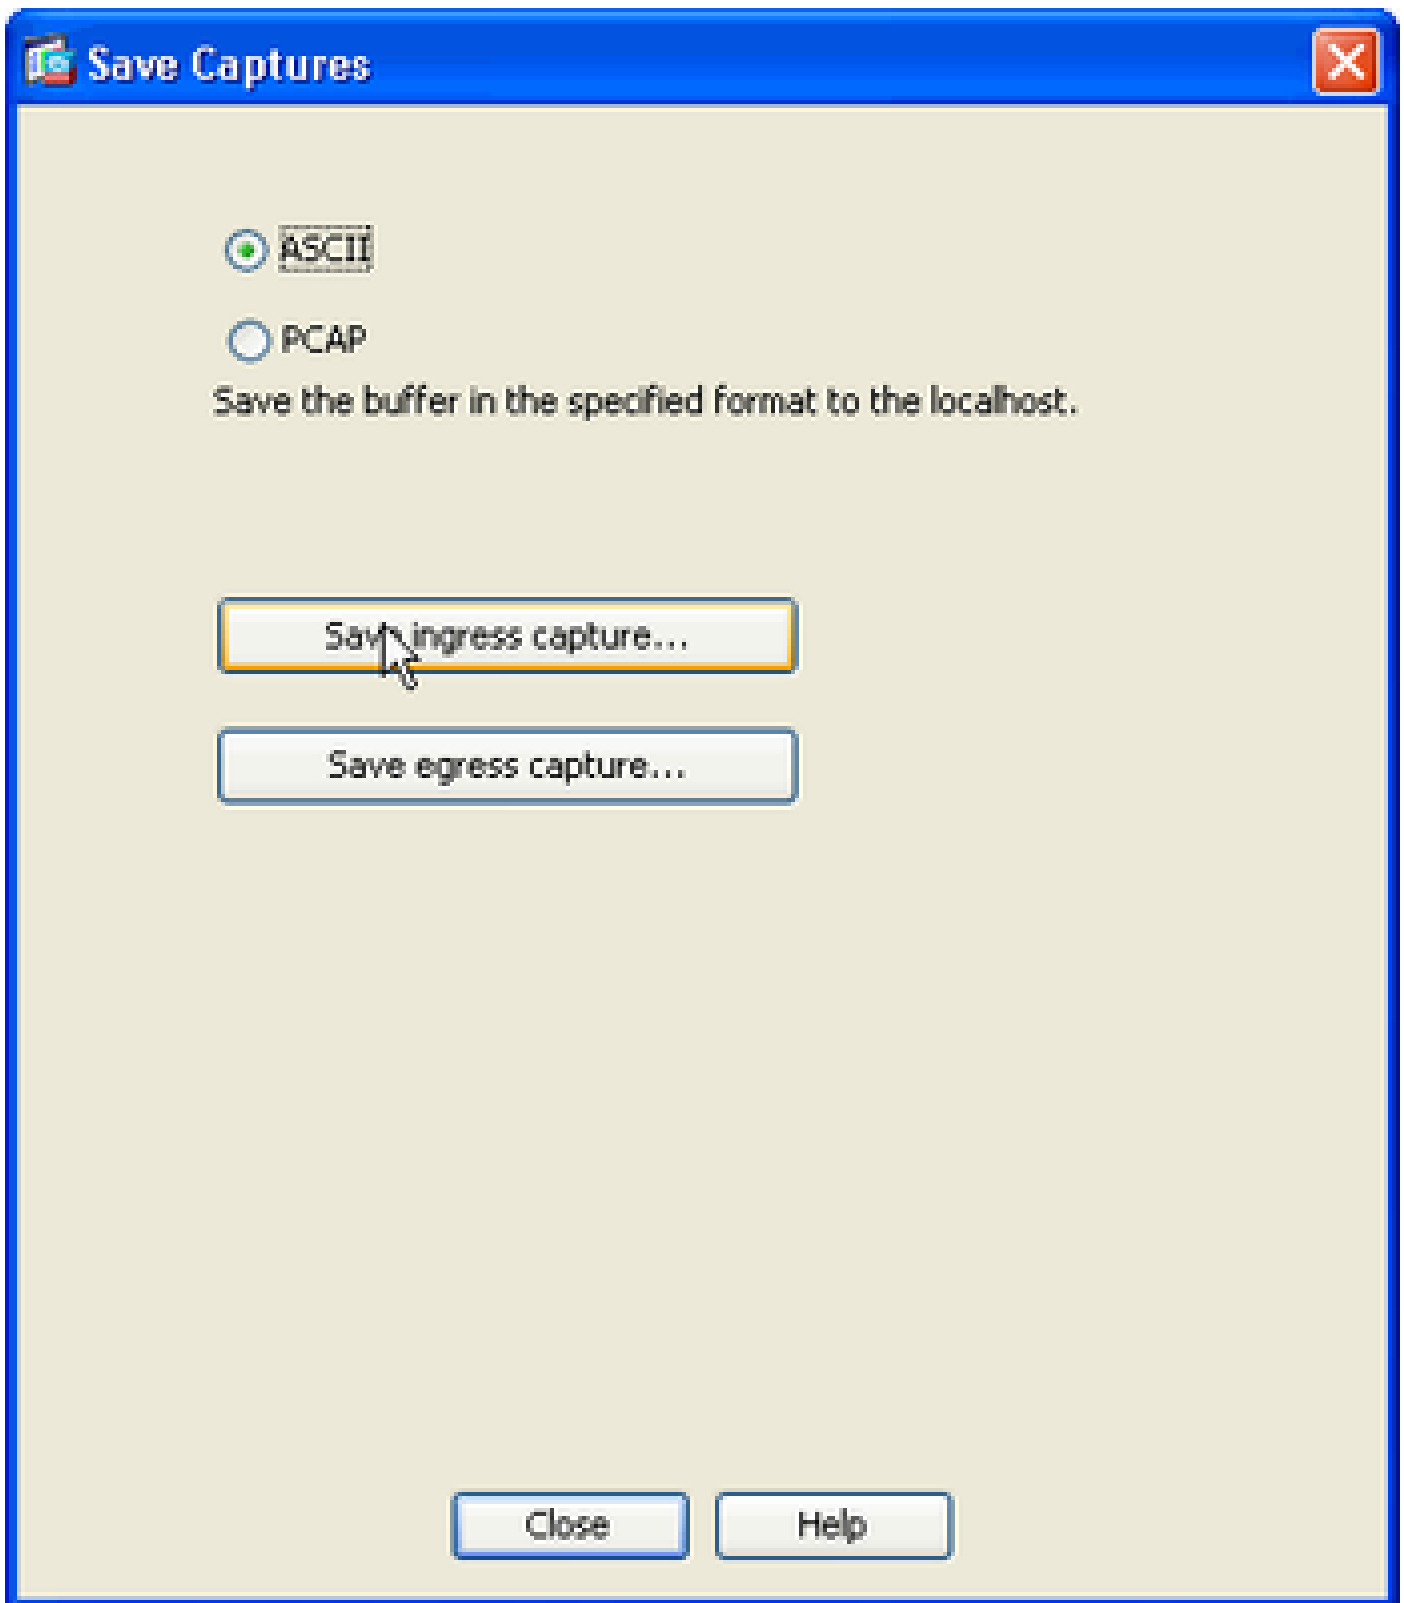 Save Captures
ASCII
PCAP
Save the buffer in the specified format to the localhost.
Save ingress capture...
Save egress capture...
Close
Help